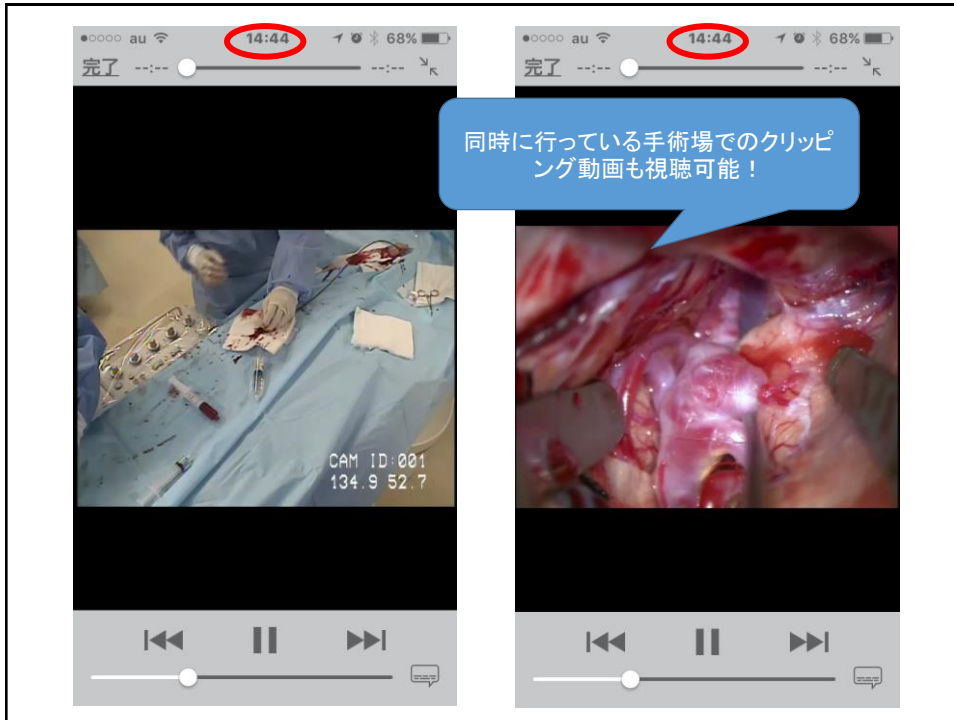 ●○○○○ au 14:44 68%
完了 --:-- --:--
CAM ID:001
134.9 52.7
●○○○○ au 14:44 68%
完了 --:-- --:--
同時に行っている手術場でのクリッピ
ング動画も視聴可能！